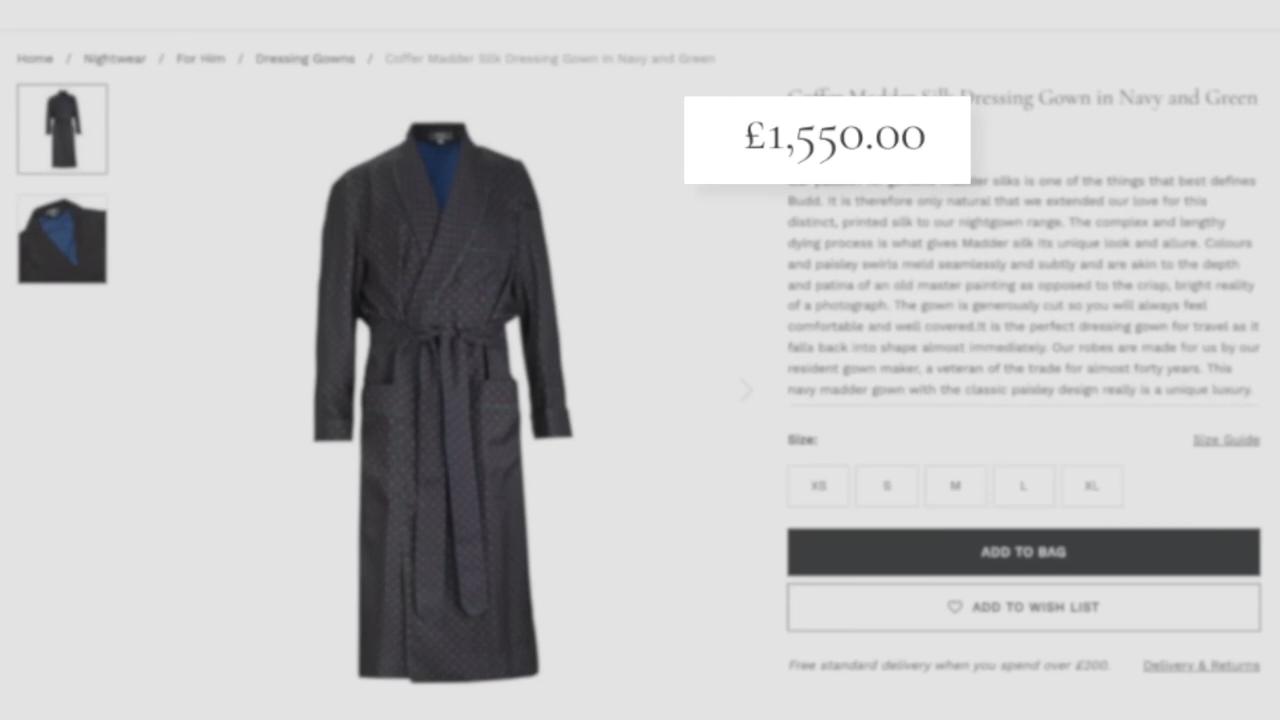 Home / Nightwear / For Him / Dressing Gowns / Coffer Madder Silk Dressing Gown in Navy and Green
Coffer Madder Silk Dressing Gown in Navy and Green
£1,550.00
madder silks is one of the things that best defines
Budd. It is therefore only natural that we extended our love for this
distinct, printed silk to our nightgown range. The complex and lengthy
dying process is what gives Madder silk its unique look and allure. Colours
and paisley swirls meld seamlessly and subtly and are akin to the depth
and patina of an old master painting as opposed to the crisp, bright reality
of a photograph. The gown is generously cut so you will always feel
comfortable and well covered.It is the perfect dressing gown for travel as it
falls back into shape almost immediately. Our robes are made for us by our
resident gown maker, a veteran of the trade for almost forty years. This
navy madder gown with the classic paisley design really is a unique luxury.
Size: Size Guide
XS S M L XL
ADD TO BAG
ADD TO WISH LIST
Free standard delivery when you spend over £200. Delivery & Returns